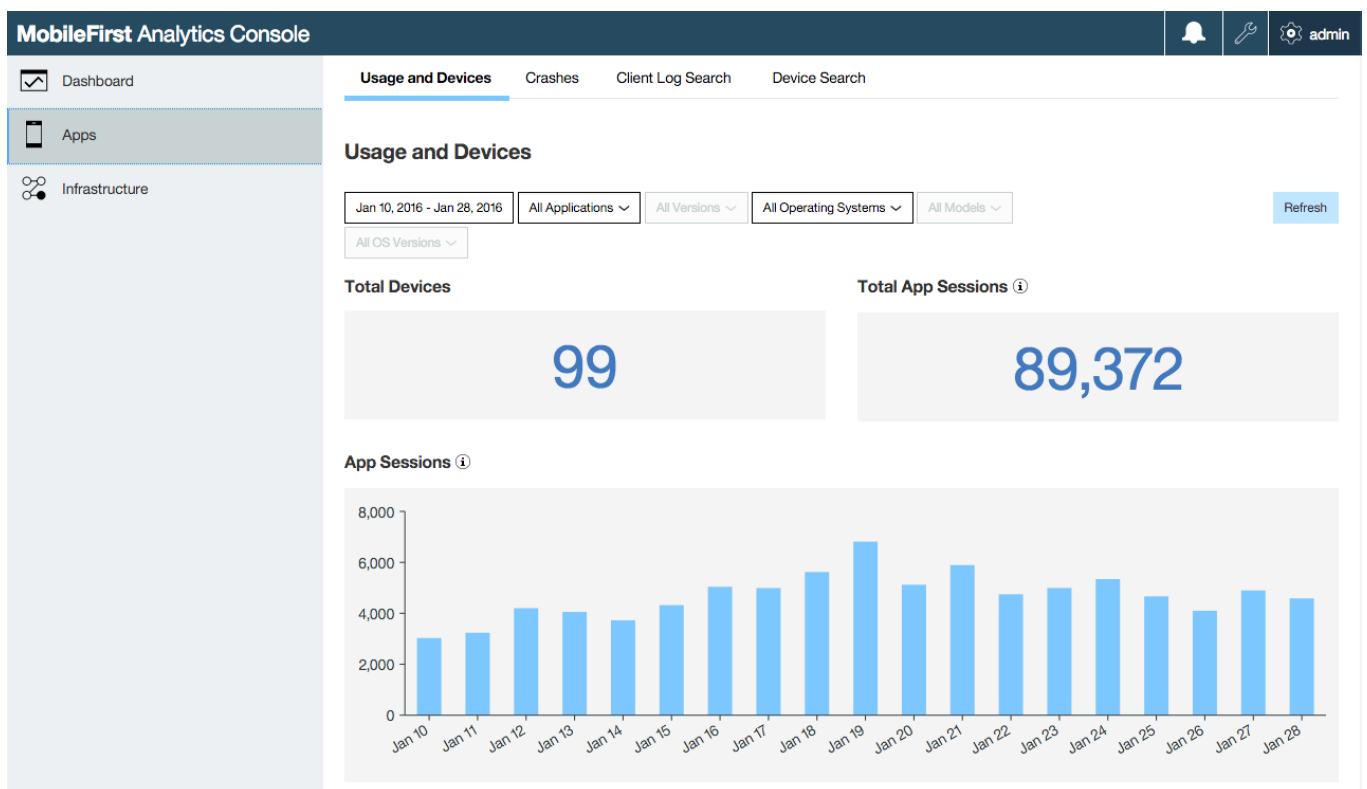 MobileFirst Analytics Console
admin
Dashboard
Apps
Infrastructure
Usage and Devices Crashes Client Log Search Device Search
Usage and Devices
Jan 10, 2016 - Jan 28, 2016 All Applications All Versions All Operating Systems All Models Refresh
All OS Versions
Total Devices
99
Total App Sessions
89,372
App Sessions
8,000
6,000
4,000
2,000
0
Jan 10 Jan 11 Jan 12 Jan 13 Jan 14 Jan 15 Jan 16 Jan 17 Jan 18 Jan 19 Jan 20 Jan 21 Jan 22 Jan 23 Jan 24 Jan 25 Jan 26 Jan 27 Jan 28